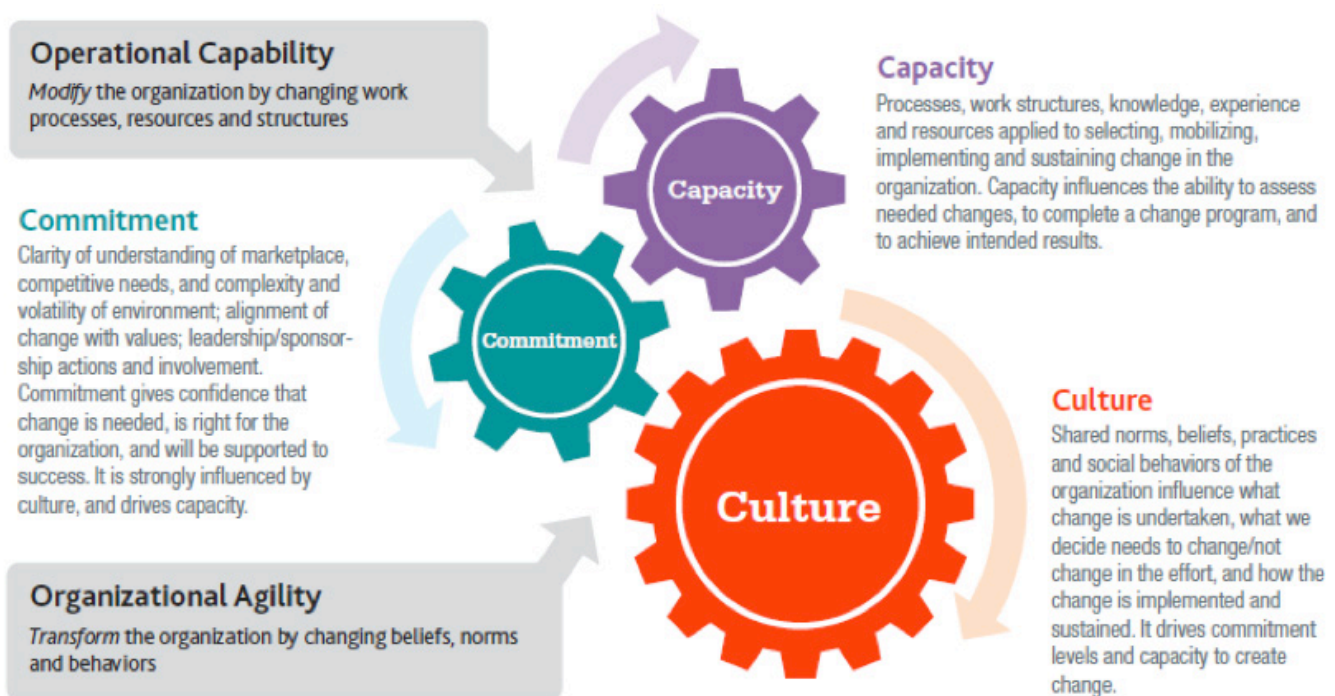 Operational Capability
Modify the organization by changing work
processes, resources and structures
Commitment
Clarity of understanding of marketplace,
competitive needs, and complexity and
volatility of environment; alignment of
change with values; leadership/sponsor-
ship actions and involvement.
Commitment gives confidence that
change is needed, is right for the
organization, and will be supported to
success. It is strongly influenced by
culture, and drives capacity.
Organizational Agility
Transform the organization by changing beliefs, norms
and behaviors
Capacity
Commitment
Culture
Capacity
Processes, work structures, knowledge, experience
and resources applied to selecting, mobilizing,
implementing and sustaining change in the
organization. Capacity influences the ability to assess
needed changes, to complete a change program, and
to achieve intended results.
Culture
Shared norms, beliefs, practices
and social behaviors of the
organization influence what
change is undertaken, what we
decide needs to change/not
change in the effort, and how the
change is implemented and
sustained. It drives commitment
levels and capacity to create
change.